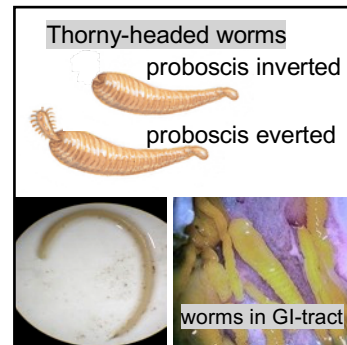 Thorny-headed worms
proboscis inverted
proboscis everted
worms in GI-tract